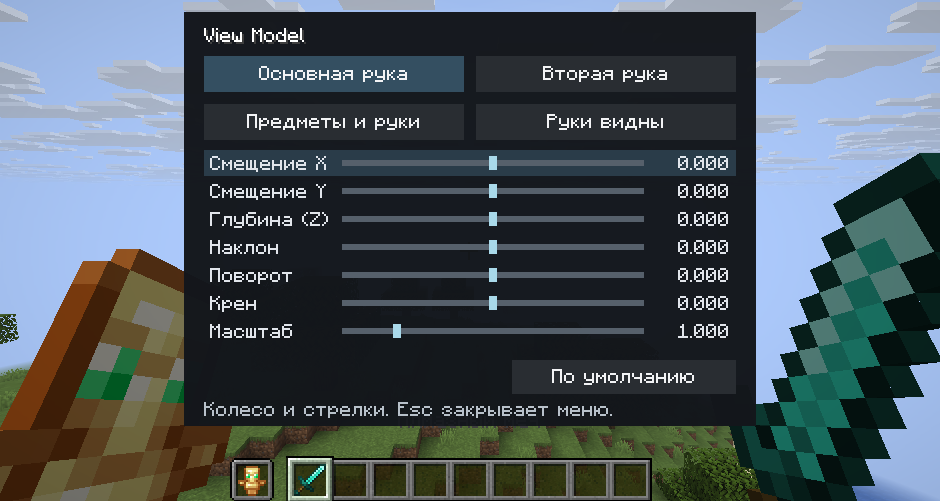 View Model
Основная рука Вторая рука
Предметы и руки Руки видны
Смещение X 0.000
Смещение Y 0.000
Глубина (Z) 0.000
Наклон 0.000
Поворот 0.000
Крен 0.000
Масштаб 1.000
По умолчанию
Колесо и стрелки. Esc закрывает меню.